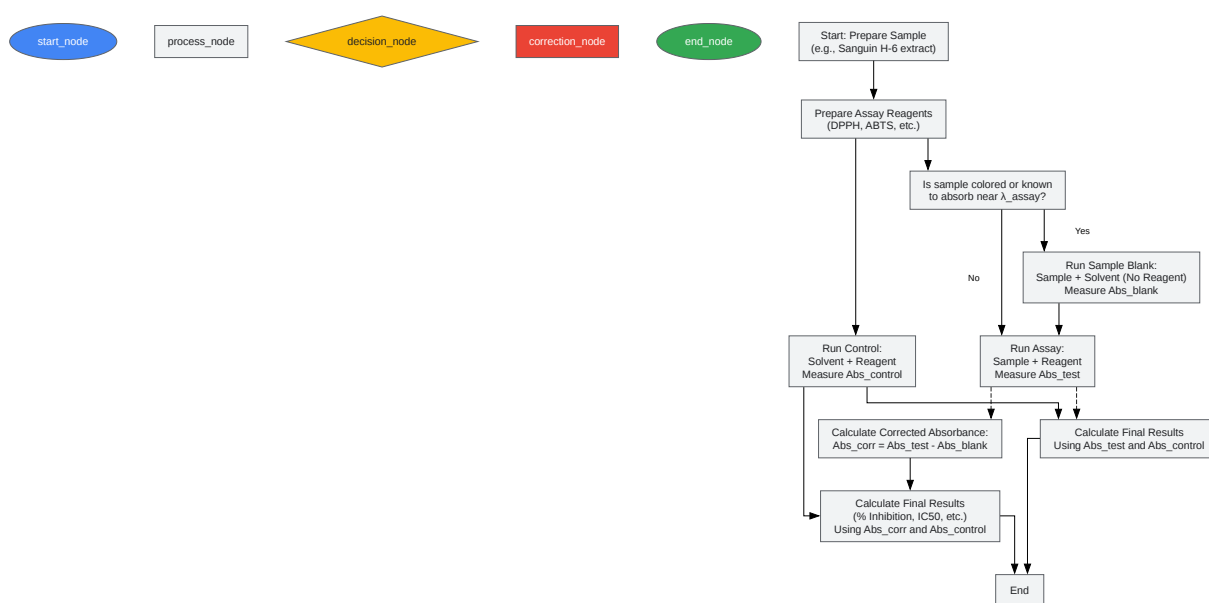 start_node
process_node
decision_node
correction_node
end_node
Start: Prepare Sample
(e.g., Sanguin H-6 extract)
Prepare Assay Reagents
(DPPH, ABTS, etc.)
Is sample colored or known
to absorb near λ_assay?
Yes
No
Run Sample Blank:
Sample + Solvent (No Reagent)
Measure Abs_blank
Run Control:
Solvent + Reagent
Measure Abs_control
Run Assay:
Sample + Reagent
Measure Abs_test
Calculate Corrected Absorbance:
Abs_corr = Abs_test - Abs_blank
Calculate Final Results
Using Abs_test and Abs_control
Calculate Final Results
(% Inhibition, IC50, etc.)
Using Abs_corr and Abs_control
End